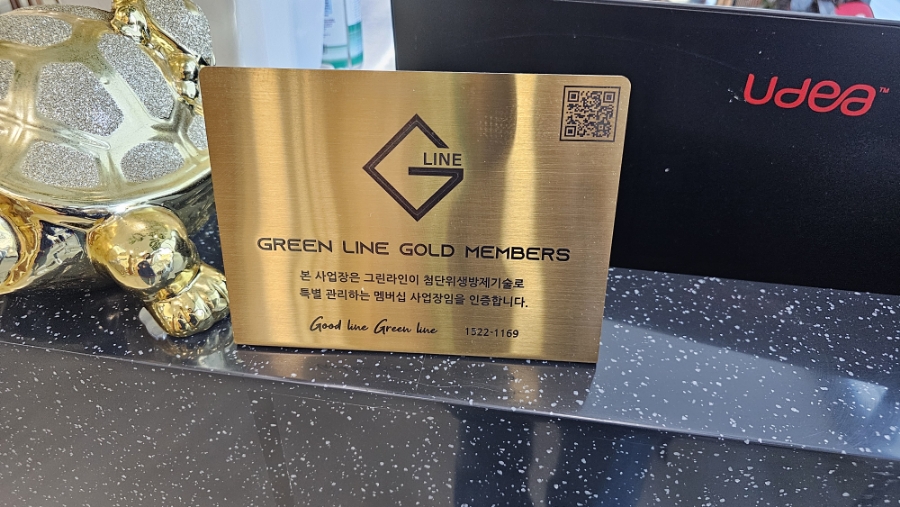 LINE
GREEN LINE GOLD MEMBERS
본 사업장은 그린라인이 첨단위생방제기술로
특별 관리하는 멤버십 사업장임을 인증합니다.
Good line Green line 1522-1169
udea™